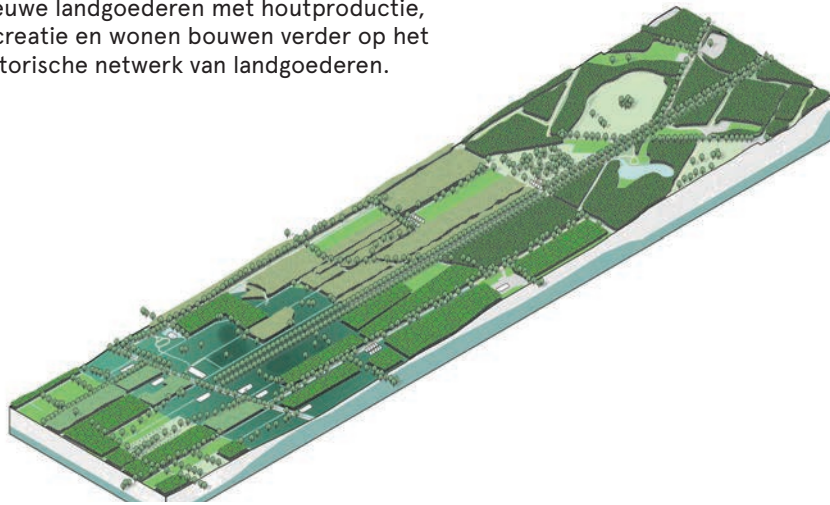 euwe landgoederen met houtproductie,
creatie en wonen bouwen verder op het
torische netwerk van landgoederen.